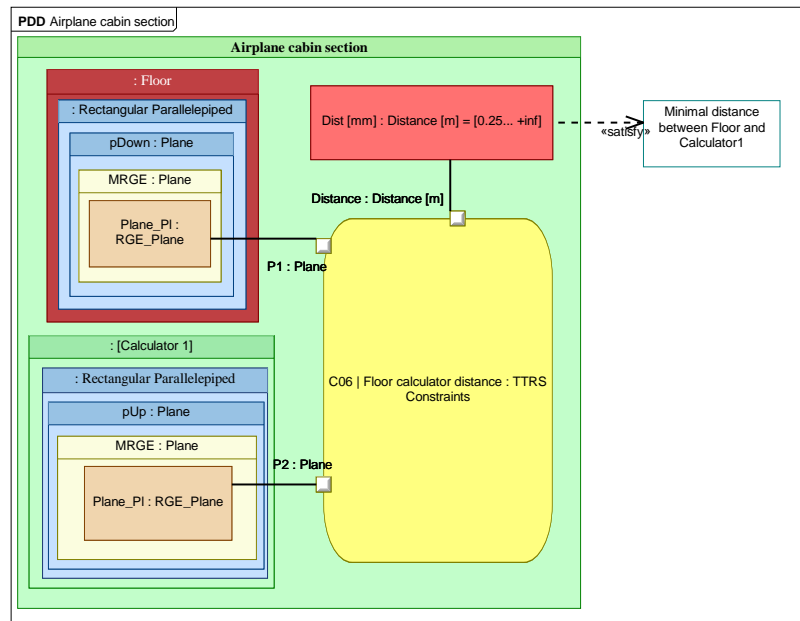 PDD Airplane cabin section
Airplane cabin section
: Floor
: Rectangular Parallelepiped
pDown : Plane
MRGE : Plane
Plane_Pl :
RGE_Plane
Dist [mm] : Distance [m] = [0.25... +inf]
«satisfy»
Minimal distance
between Floor and
Calculator1
Distance : Distance [m]
P1 : Plane
: [Calculator 1]
: Rectangular Parallelepiped
pUp : Plane
MRGE : Plane
Plane_Pl : RGE_Plane
P2 : Plane
C06 | Floor calculator distance : TTRS
Constraints